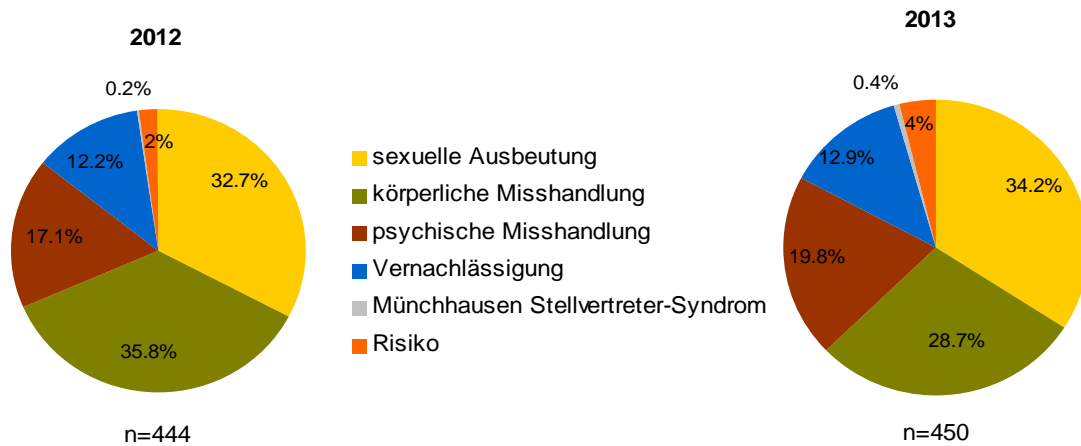 2012
0.2%
2%
12.2%
32.7%
17.1%
35.8%
n=444
sexuelle Ausbeutung
körperliche Misshandlung
psychische Misshandlung
Vernachlässigung
Münchhausen Stellvertreter-Syndrom
Risiko
2013
0.4%
4%
12.9%
34.2%
19.8%
28.7%
n=450